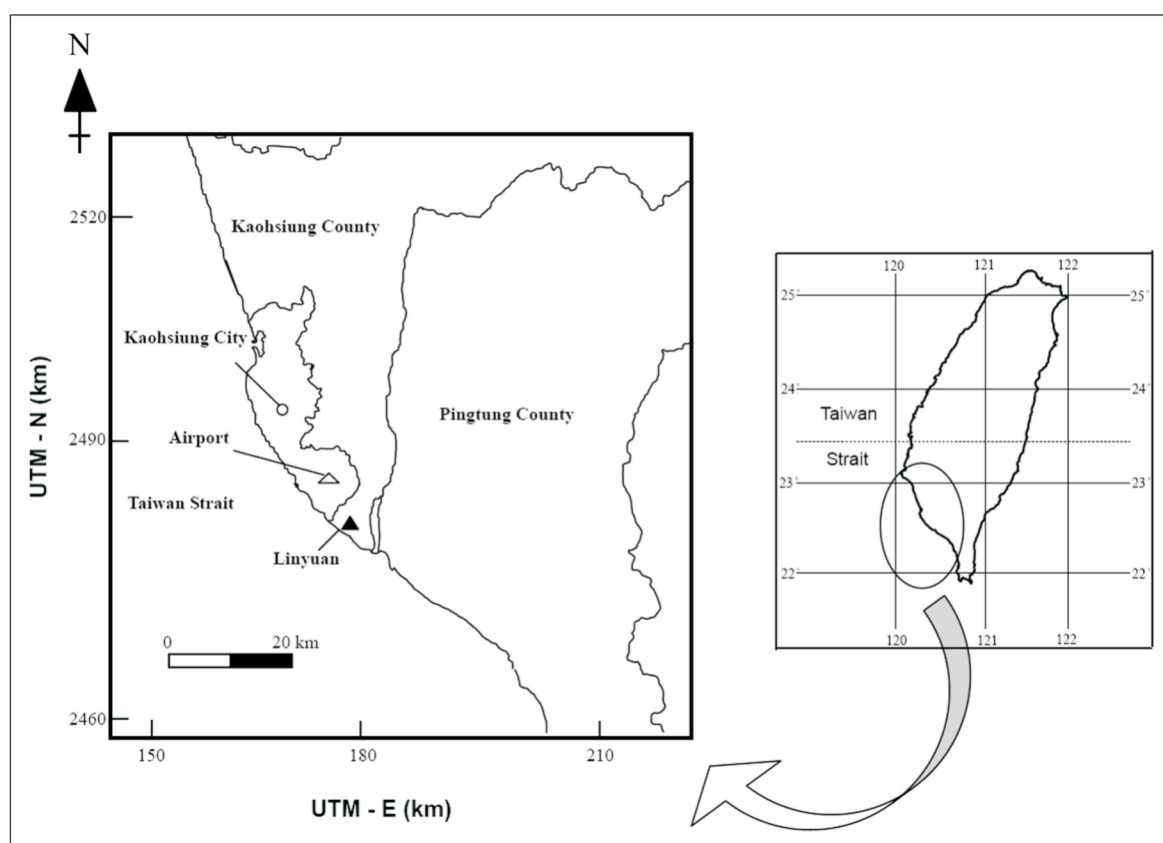 N
2520
2490
2460
UTM - N (km)
Kaohsiung County
Kaohsiung City
Airport
Pingtung County
Taiwan Strait
Linyuan
0 20 km
150 180 210
UTM - E (km)
120 121 122
25° 25°
24° 24°
Taiwan
Strait
23° 23°
22° 22°
120 121 122